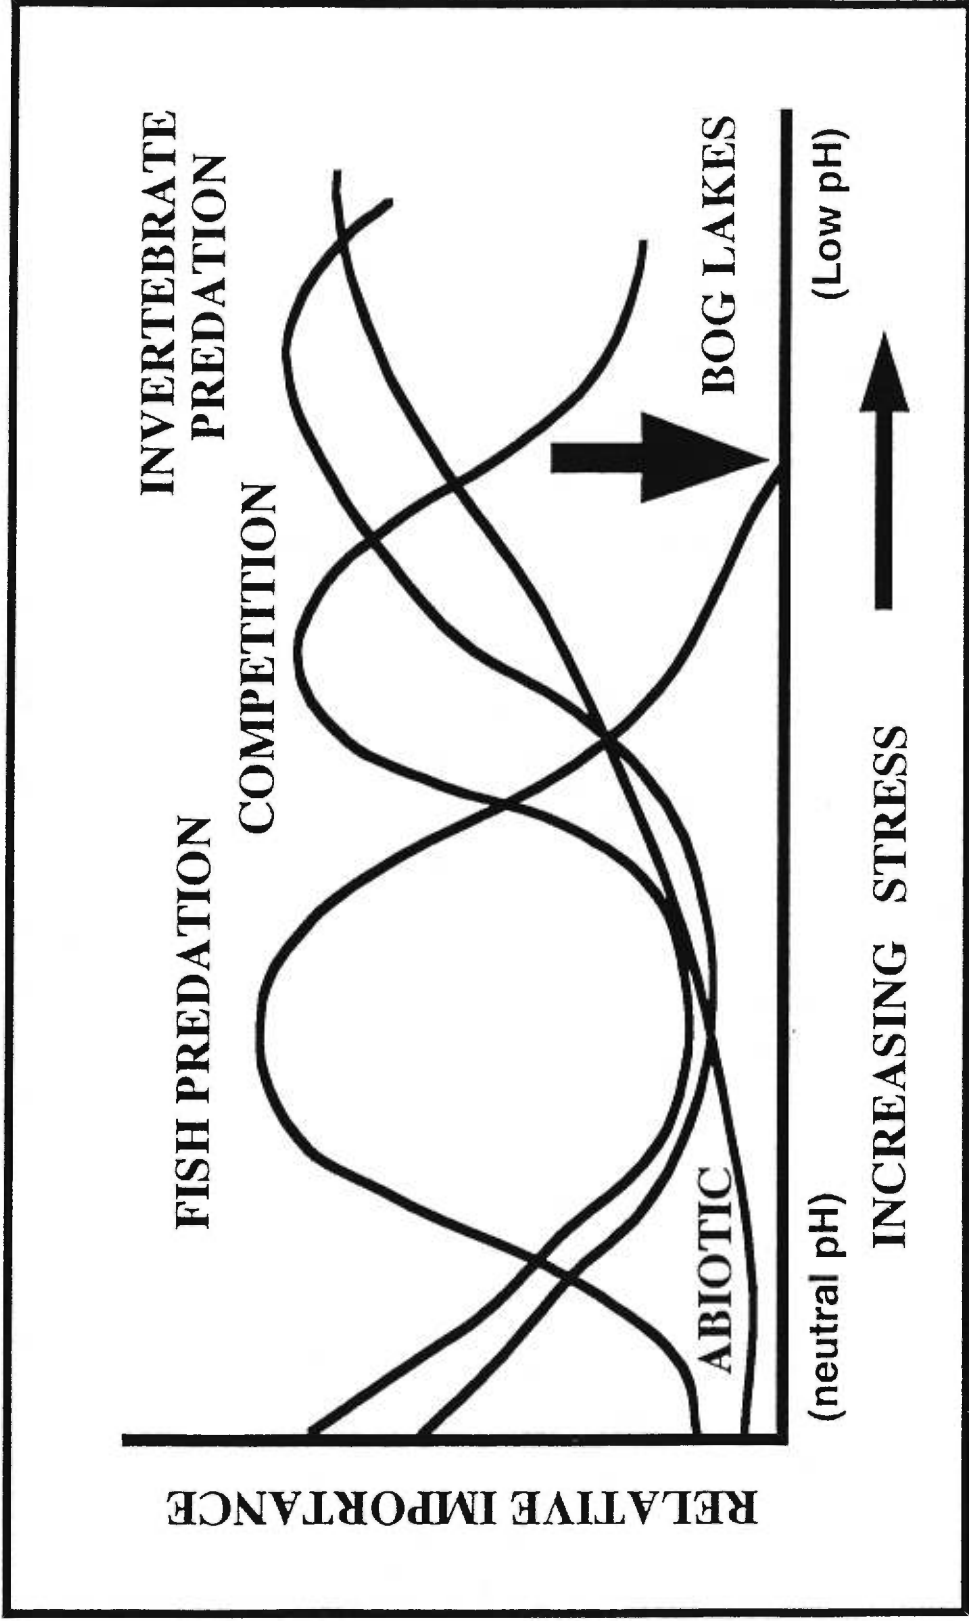 INVERTEBRATE
PREDATION
FISH PREDATION
COMPETITION
RELATIVE IMPORTANCE
ABIOTIC
BOG LAKES
(neutral pH)
(Low pH)
INCREASING STRESS